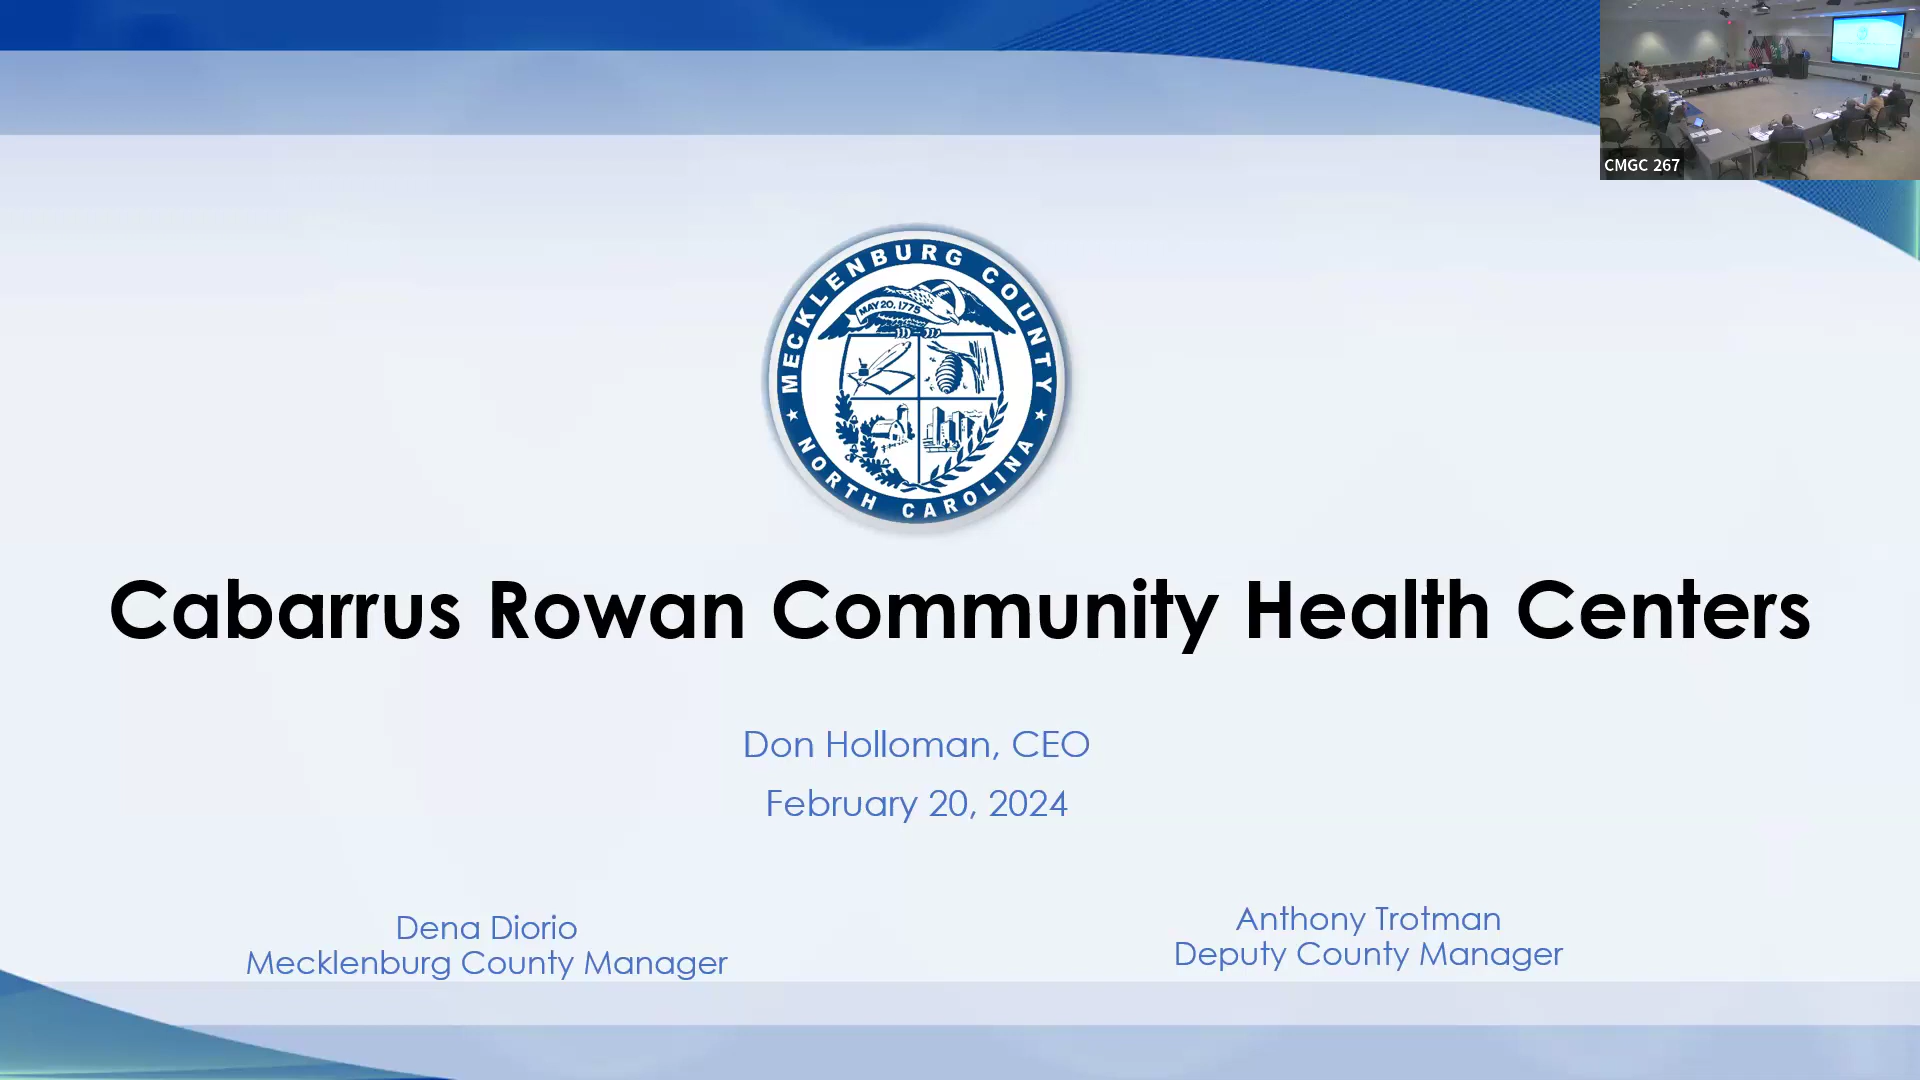 CMGC 267
MECKLENBURG COUNTY
MAY 20, 1775
NORTH CAROLINA
Cabarrus Rowan Community Health Centers
Don Holloman, CEO
February 20, 2024
Dena Diorio
Mecklenburg County Manager
Anthony Trotman
Deputy County Manager